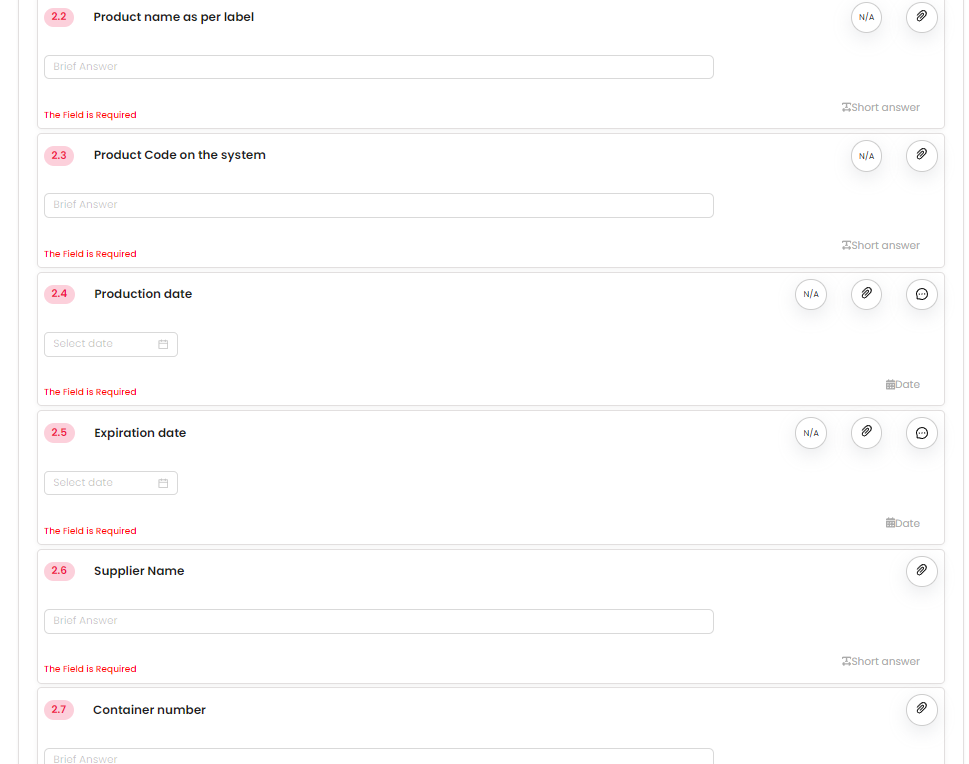 2.2 Product name as per label N/A
Brief Answer
Short answer
The Field is Required
2.3 Product Code on the system N/A
Brief Answer
Short answer
The Field is Required
2.4 Production date N/A
Select date
Date
The Field is Required
2.5 Expiration date N/A
Select date
Date
The Field is Required
2.6 Supplier Name
Brief Answer
Short answer
The Field is Required
2.7 Container number
Brief Answer